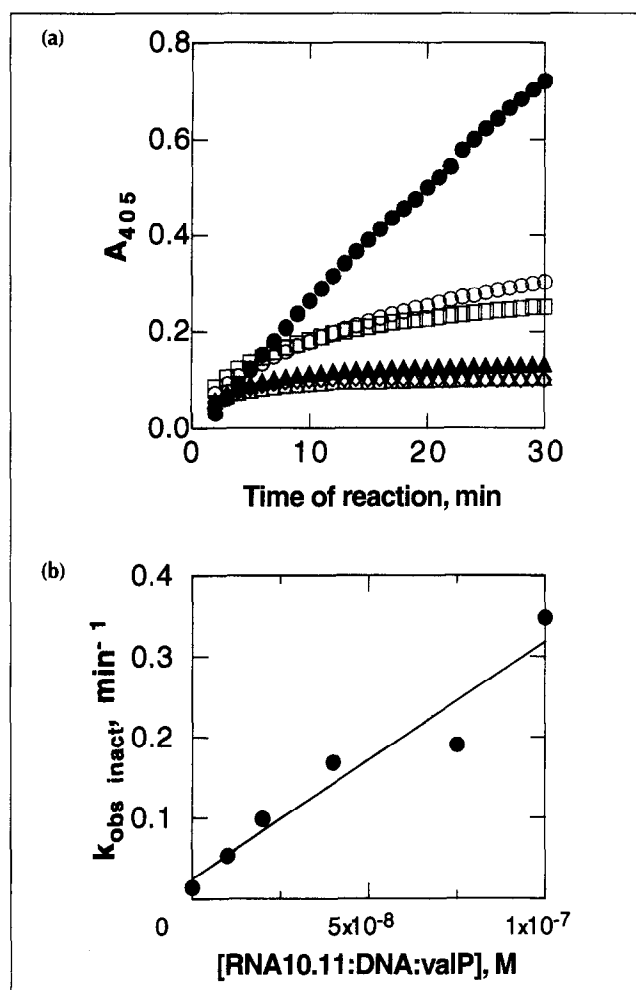 (a)
0.8
0.6
0.4
0.2
0.0
A405
0
10
20
30
Time of reaction, min
(b)
0.4
0.3
0.2
0.1
kobs inact, min-1
0
5x10-8
1x10-7
[RNA10.11:DNA:valP], M